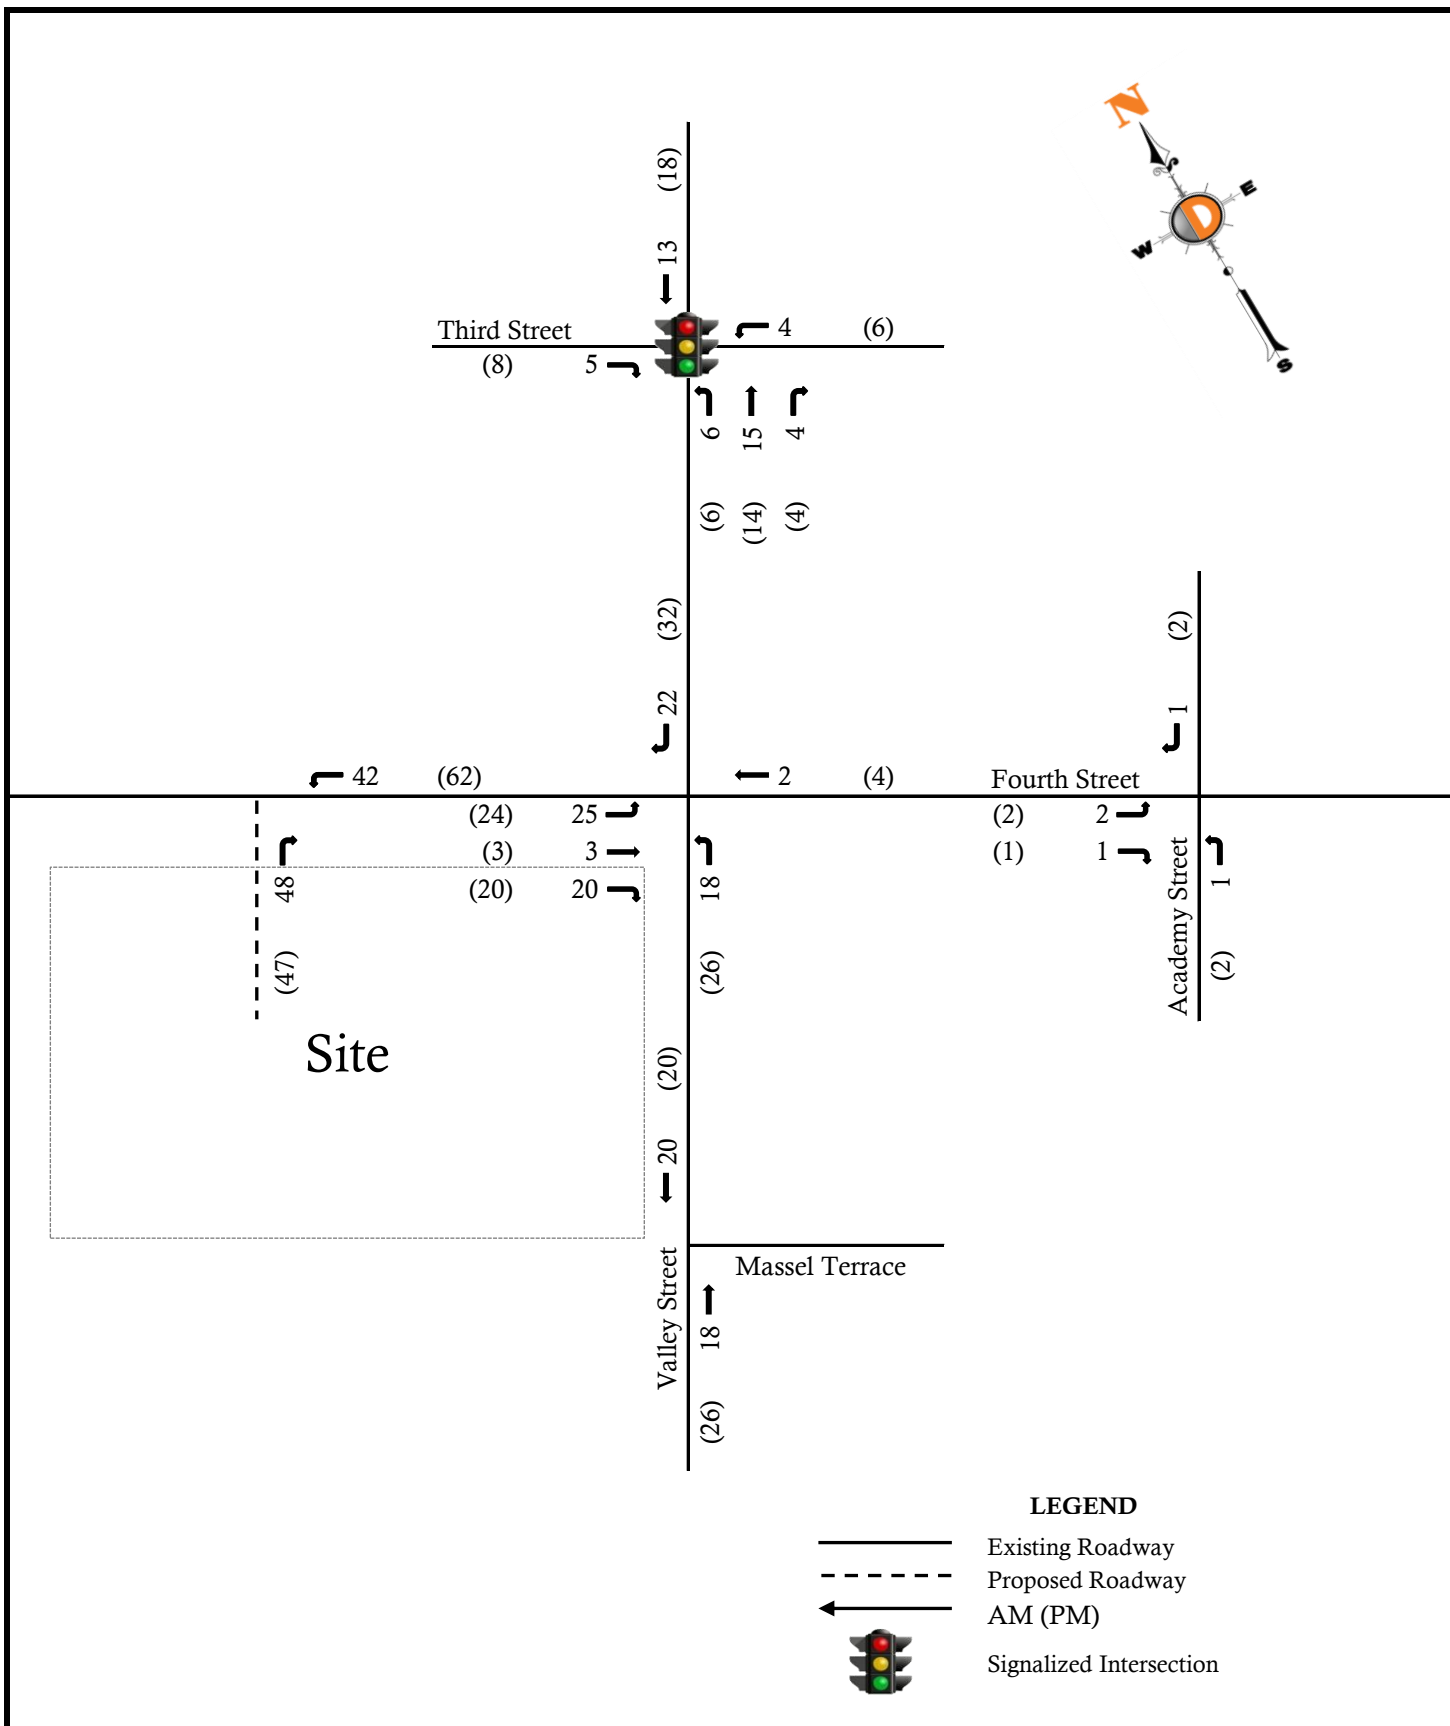 N
E
W
S
D
(18)
13
Third Street
4 (6)
(8) 5
6 15 4
(6) (14) (4)
(32)
22
(2)
1
42 (62)
2 (4)
Fourth Street
(24) 25
(3) 3
(20) 20
(2) 2
(1) 1
48
(47)
18
(26)
Academy Street
1
(2)
Site
(20)
20
Massel Terrace
Valley Street
18
(26)
LEGEND
Existing Roadway
Proposed Roadway
AM (PM)
Signalized Intersection